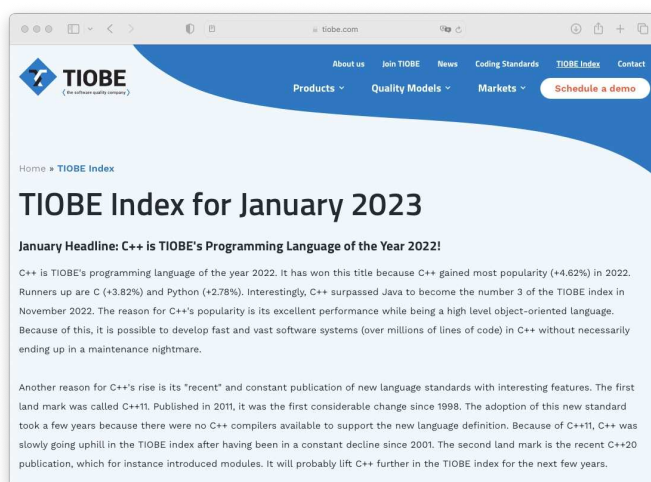 tiobe.com
About us Join TIOBE News Coding Standards TIOBE Index Contact
TIOBE
(the software quality company)
Products Quality Models Markets Schedule a demo
Home » TIOBE Index
TIOBE Index for January 2023
January Headline: C++ is TIOBE's Programming Language of the Year 2022!
C++ is TIOBE's programming language of the year 2022. It has won this title because C++ gained most popularity (+4.62%) in 2022.
Runners up are C (+3.82%) and Python (+2.78%). Interestingly, C++ surpassed Java to become the number 3 of the TIOBE index in
November 2022. The reason for C++'s popularity is its excellent performance while being a high level object-oriented language.
Because of this, it is possible to develop fast and vast software systems (over millions of lines of code) in C++ without necessarily
ending up in a maintenance nightmare.
Another reason for C++'s rise is its "recent" and constant publication of new language standards with interesting features. The first
land mark was called C++11. Published in 2011, it was the first considerable change since 1998. The adoption of this new standard
took a few years because there were no C++ compilers available to support the new language definition. Because of C++11, C++ was
slowly going uphill in the TIOBE index after having been in a constant decline since 2001. The second land mark is the recent C++20
publication, which for instance introduced modules. It will probably lift C++ further in the TIOBE index for the next few years.